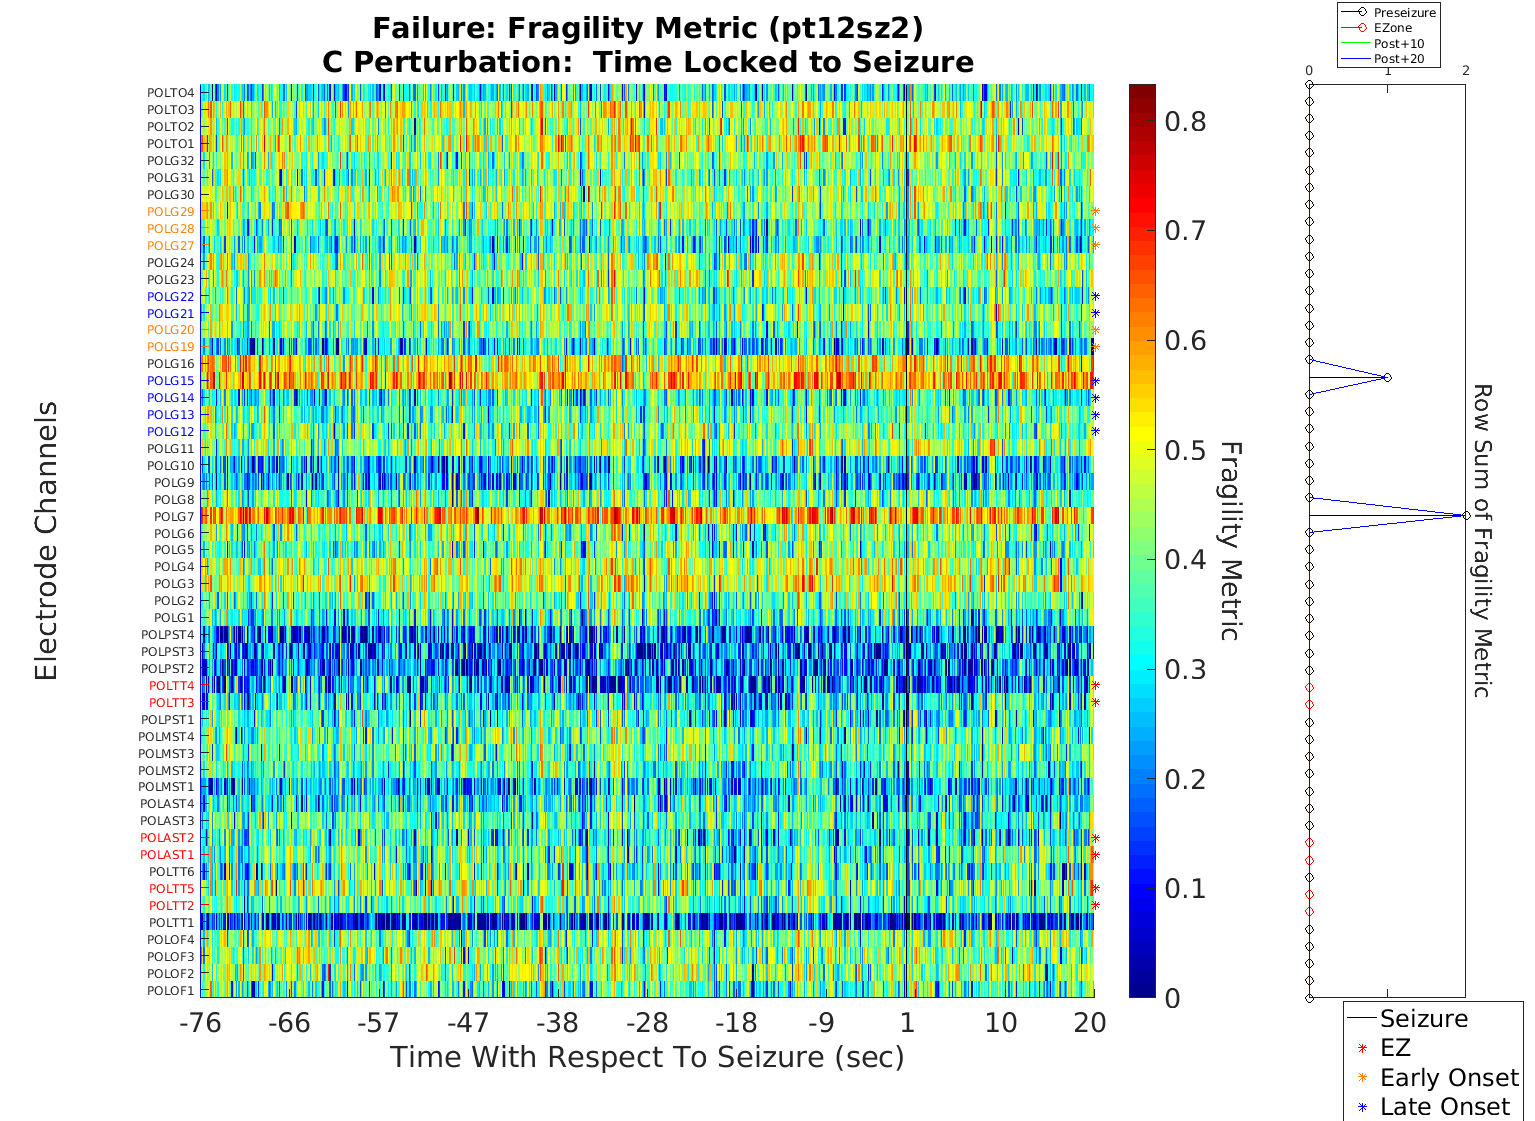 Failure: Fragility Metric (pt12sz2)
C Perturbation:  Time Locked to Seizure
Electrode Channels
POLTO4
POLTO3
POLTO2
POLTO1
POLG32
POLG31
POLG30
POLG29
POLG28
POLG27
POLG24
POLG23
POLG22
POLG21
POLG20
POLG19
POLG16
POLG15
POLG14
POLG13
POLG12
POLG11
POLG10
POLG9
POLG8
POLG7
POLG6
POLG5
POLG4
POLG3
POLG2
POLG1
POLPST4
POLPST3
POLPST2
POLTT4
POLTT3
POLPST1
POLMST4
POLMST3
POLMST2
POLMST1
POLAST4
POLAST3
POLAST2
POLAST1
POLTT6
POLTT5
POLTT2
POLTT1
POLOF4
POLOF3
POLOF2
POLOF1
-76 -66 -57 -47 -38 -28 -18 -9 1 10 20
Time With Respect To Seizure (sec)
0.8
0.7
0.6
0.5
0.4
0.3
0.2
0.1
0
Fragility Metric
Preseizure
EZone
Post+10
Post+20
0 1 2
Row Sum of Fragility Metric
Seizure
EZ
Early Onset
Late Onset